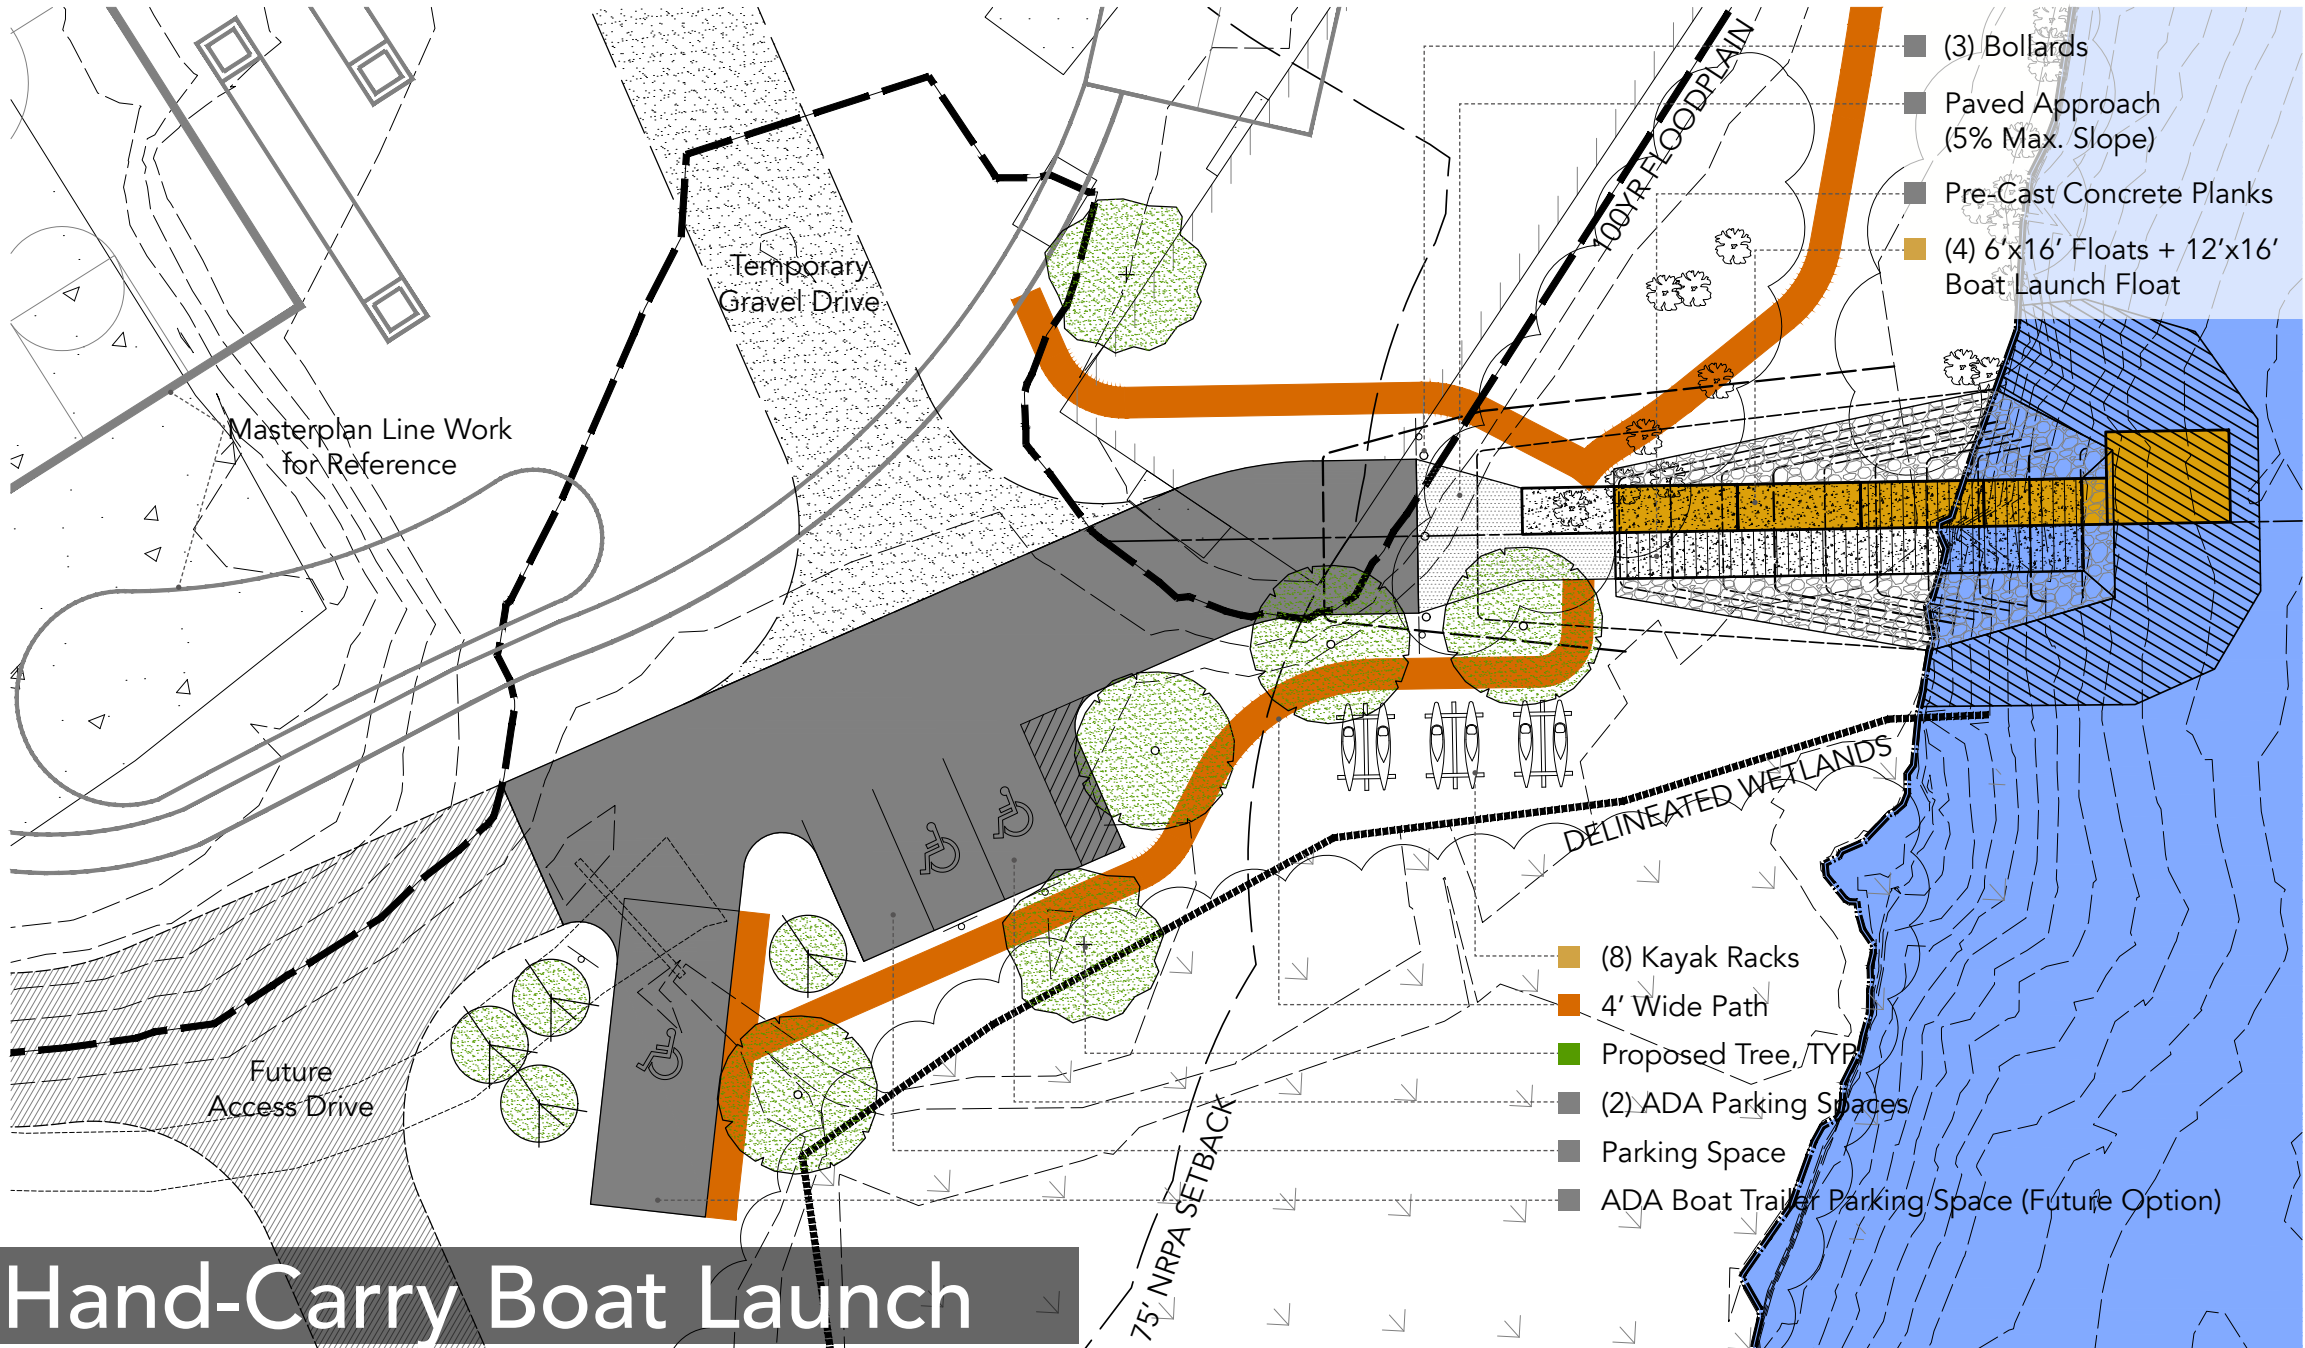 (3) Bollards
Paved Approach
(5% Max. Slope)
Pre-Cast Concrete Planks
(4) 6’x16’ Floats + 12’x16’
Boat Launch Float
100YR FLOODPLAIN
Temporary
Gravel Drive
Masterplan Line Work
for Reference
DELINEATED WETLANDS
(8) Kayak Racks
4’ Wide Path
Proposed Tree, TYP
(2) ADA Parking Spaces
Parking Space
ADA Boat Trailer Parking Space (Future Option)
Future
Access Drive
75’ NRPA SETBACK
Hand-Carry Boat Launch